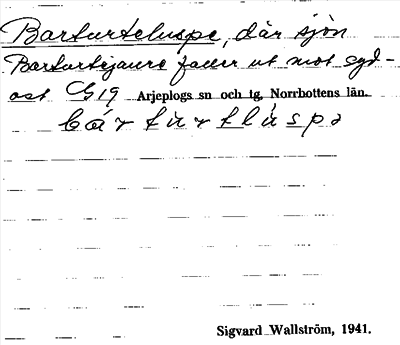 Barturteluspe, där sjön
Barturtejaure faller ut mot syd-
ost G19 Arjeplogs sn och tg, Norrbottens län.
bárturtluspə
Sigvard Wallström, 1941.